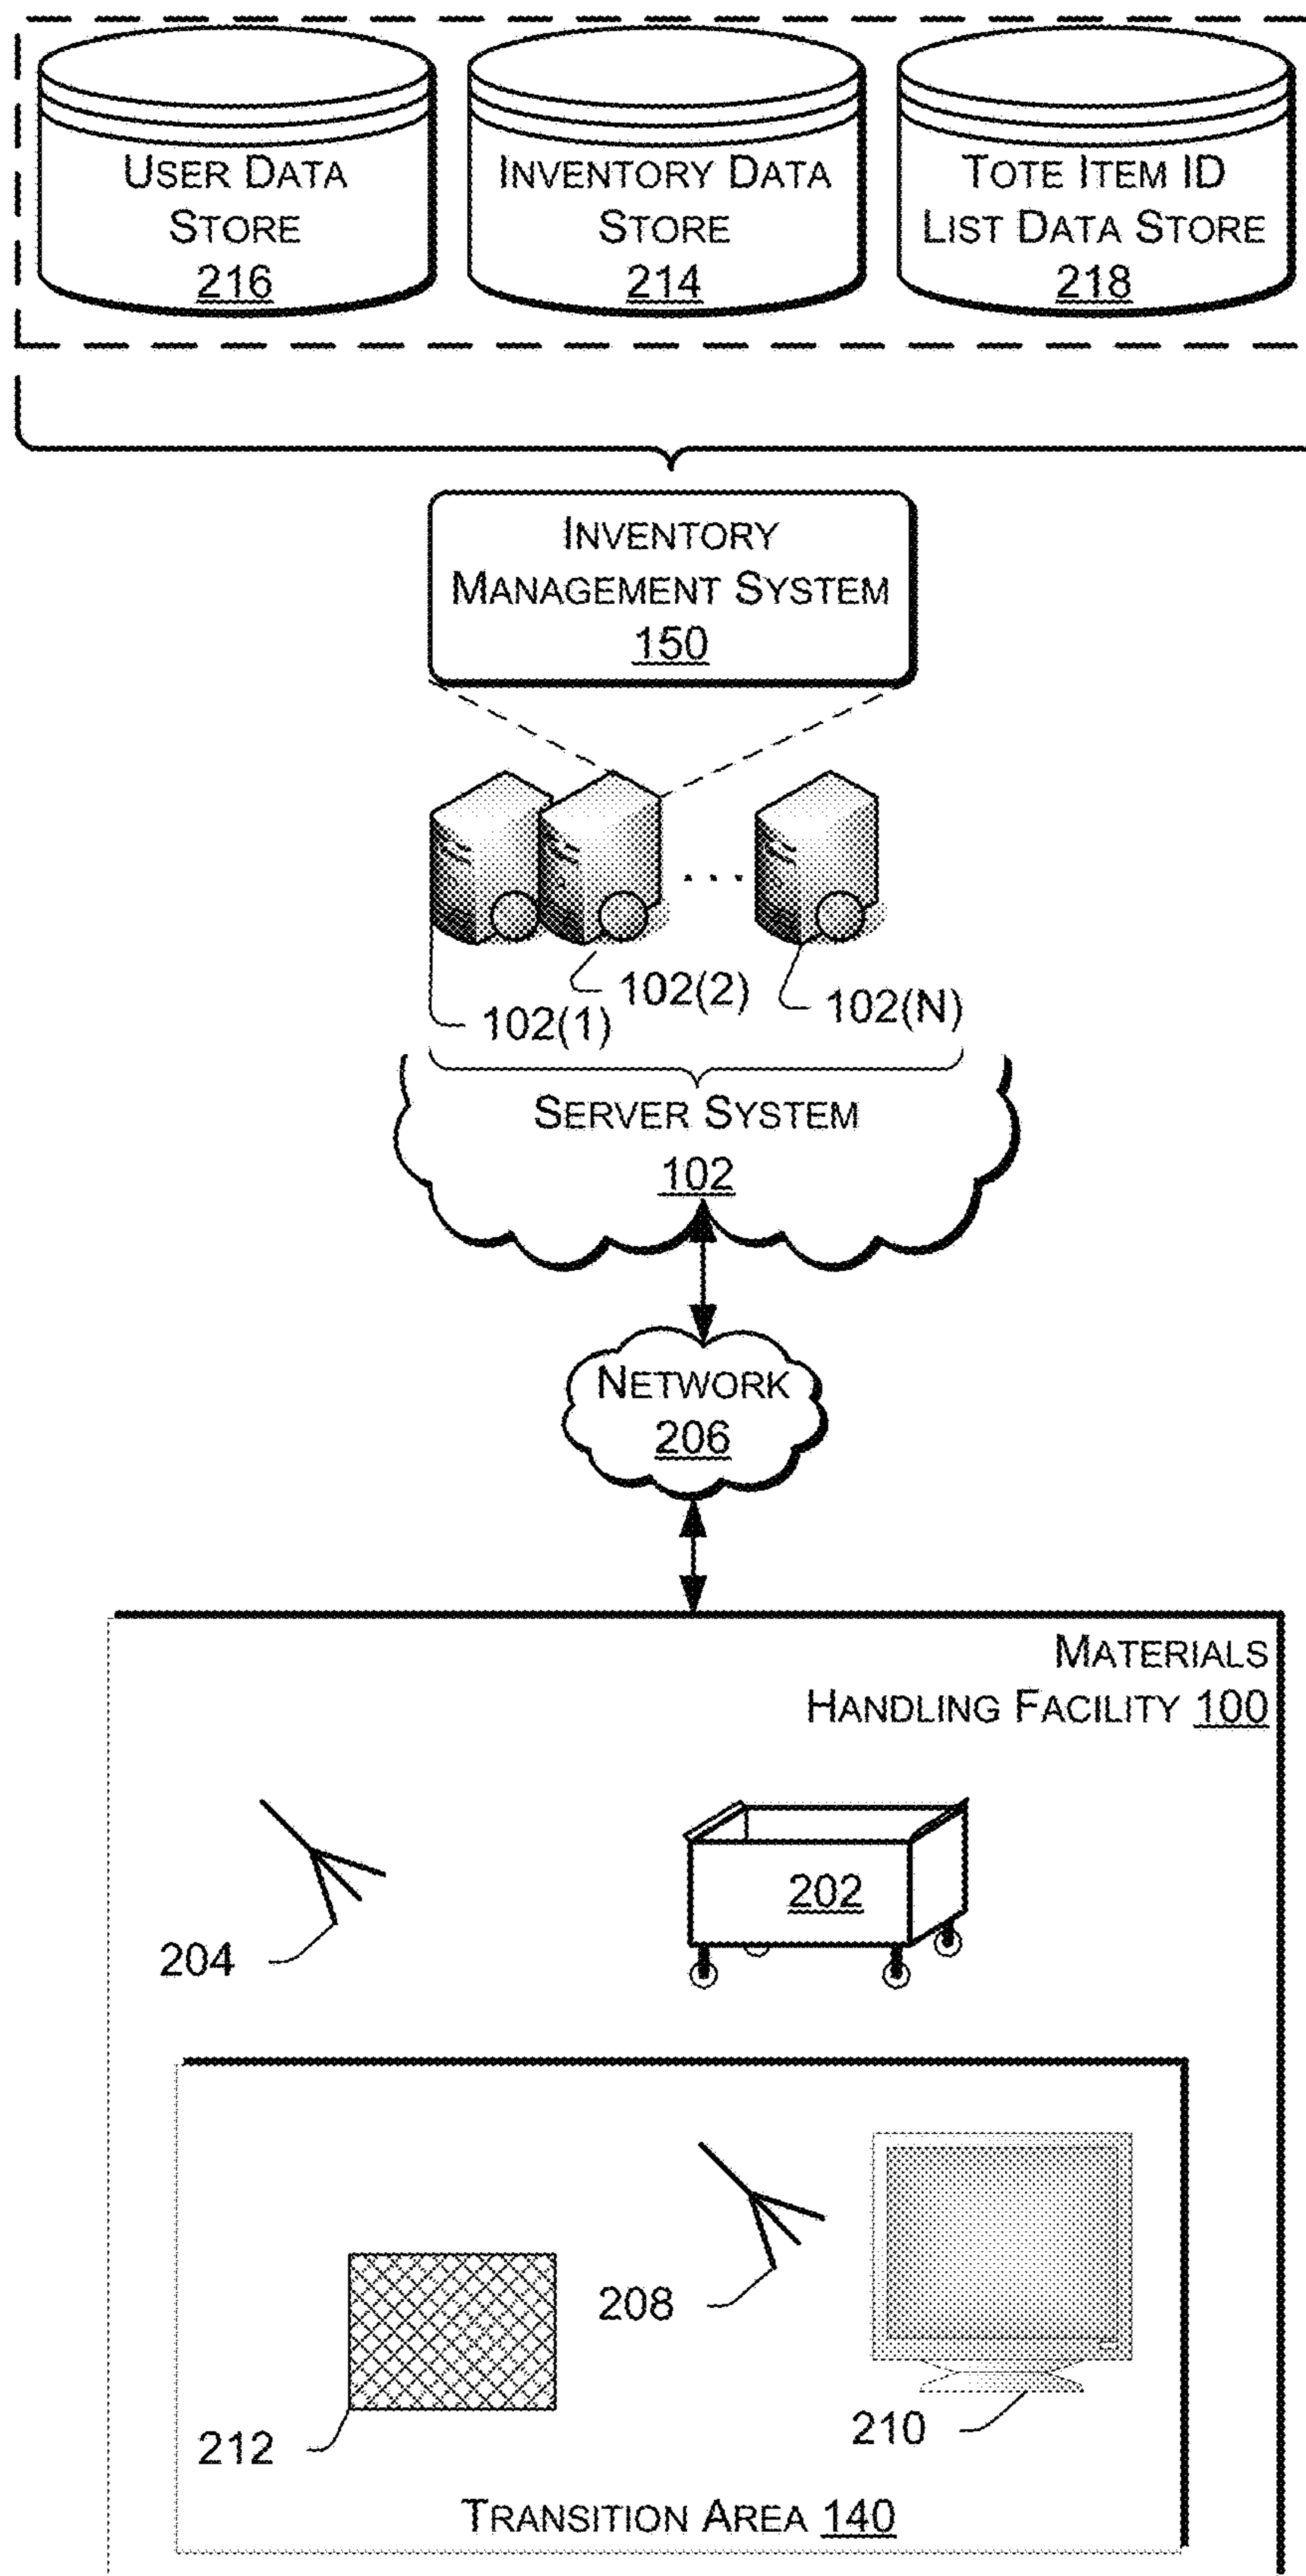 USER DATA
STORE
216
INVENTORY DATA
STORE
214
TOTE ITEM ID
LIST DATA STORE
218
INVENTORY
MANAGEMENT SYSTEM
150
102(1)
102(2)
...
102(N)
SERVER SYSTEM
102
NETWORK
206
MATERIALS
HANDLING FACILITY 100
204
202
208
210
212
TRANSITION AREA 140